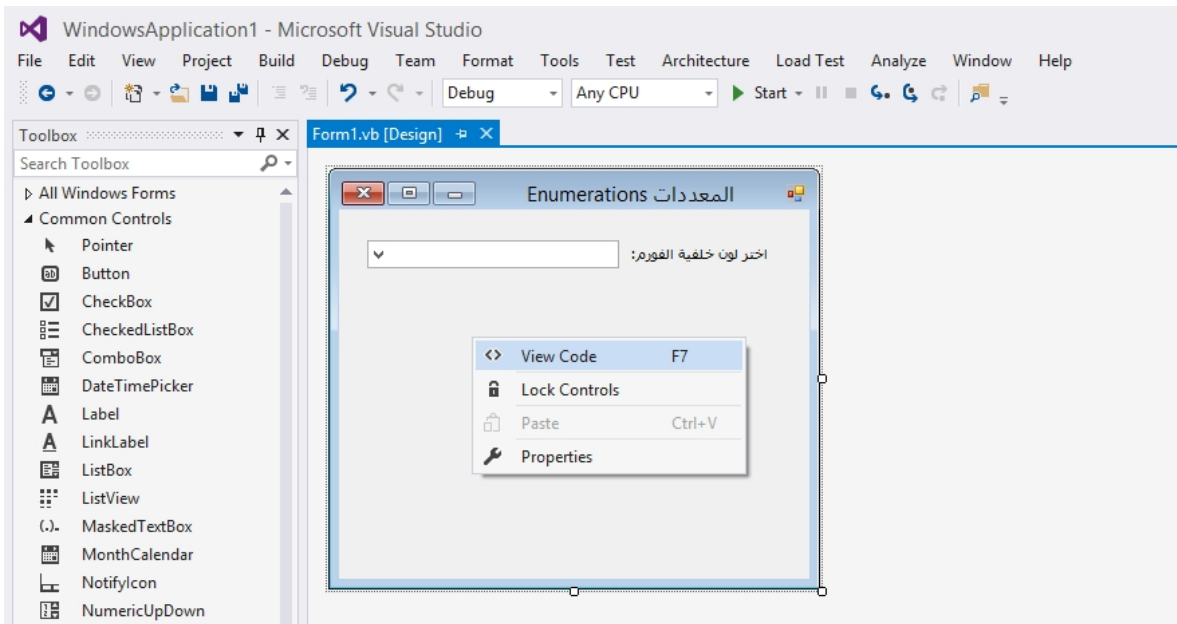 WindowsApplication1 - Microsoft Visual Studio
File Edit View Project Build Debug Team Format Tools Test Architecture Load Test Analyze Window Help
Debug Any CPU Start
Toolbox
Form1.vb [Design]
Search Toolbox
All Windows Forms
Common Controls
Pointer
Button
CheckBox
CheckedListBox
ComboBox
DateTimePicker
Label
LinkLabel
ListBox
ListView
MaskedTextBox
MonthCalendar
NotifyIcon
NumericUpDown
المعددات Enumerations
اختر لون خلفية الفورم:
View Code F7
Lock Controls
Paste Ctrl+V
Properties